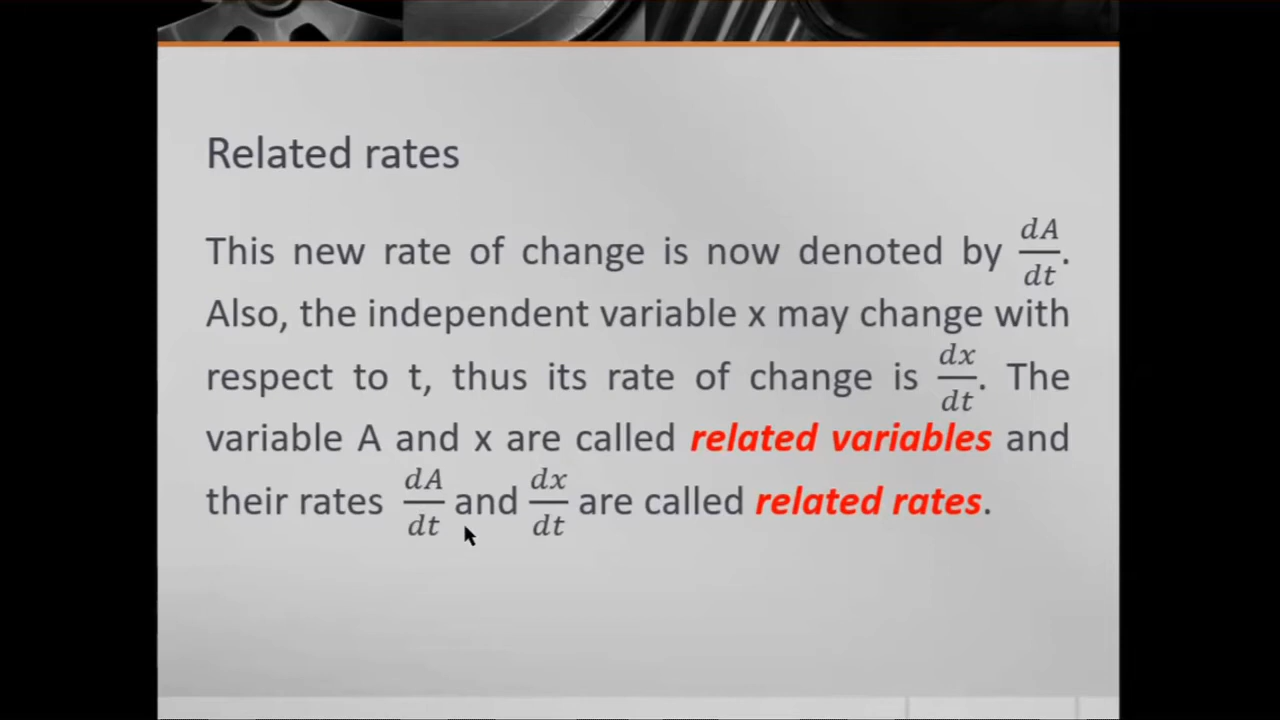 Related rates
This new rate of change is now denoted by dA/dt.
Also, the independent variable x may change with
respect to t, thus its rate of change is dx/dt. The
variable A and x are called related variables and
their rates dA/dt and dx/dt are called related rates.